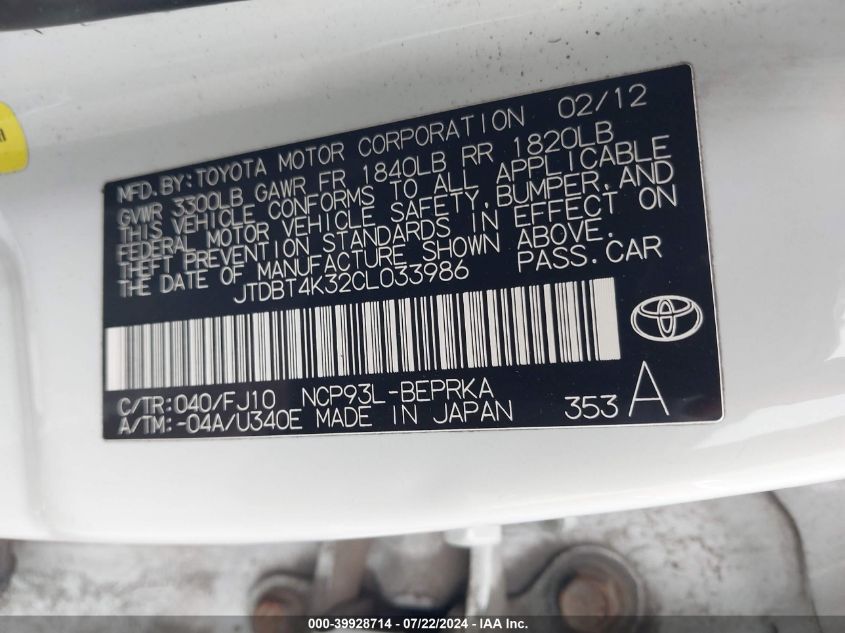 MFD. BY: TOYOTA MOTOR CORPORATION 02/12
GVWR 3300LB GAWR FR 1840LB RR 1820LB
THIS VEHICLE CONFORMS TO ALL APPLICABLE
FEDERAL MOTOR VEHICLE SAFETY, BUMPER, AND
THEFT PREVENTION STANDARDS IN EFFECT ON
THE DATE OF MANUFACTURE SHOWN ABOVE.
JTDBT4K32CL033986 PASS. CAR
C/TR: 040/FJ10 NCP93L-BEPRKA
A/TM: -04A/U340E MADE IN JAPAN 353 A
000-39928714 - 07/22/2024 - IAA Inc.